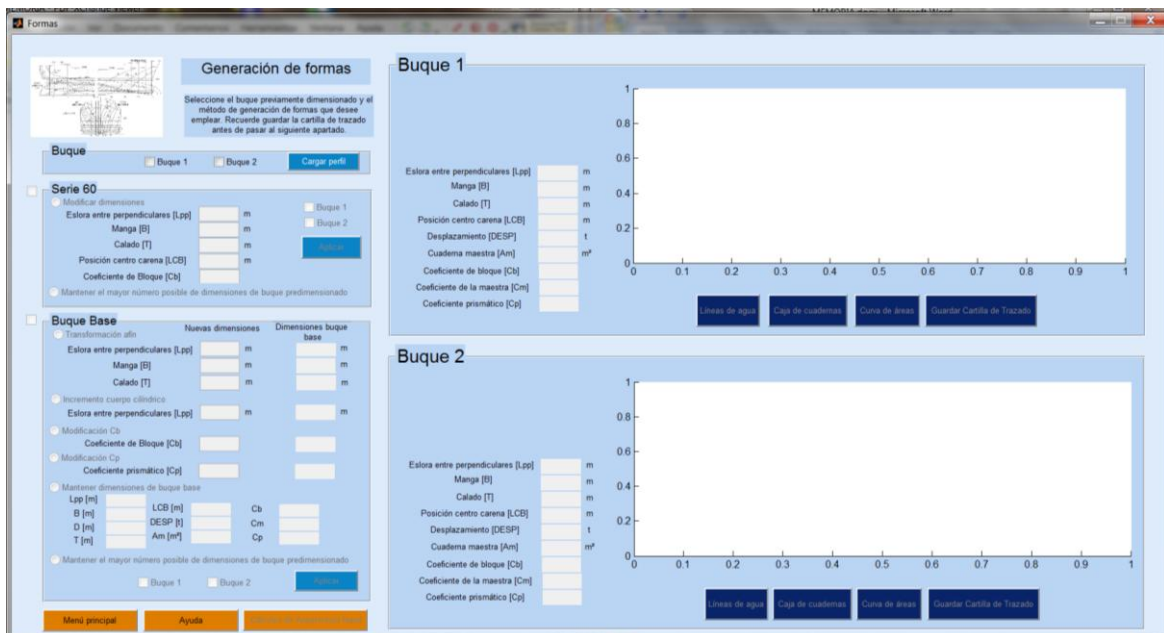 Formas
Generación de formas
Seleccione el buque previamente dimensionado y el
método de generación de formas que desee
emplear. Recuerde guardar la cartilla de trazado
antes de pasar al siguiente apartado.
Buque
Buque 1 Buque 2 Cargar perfil
Serie 60
Modificar dimensiones
Eslora entre perpendiculares [Lpp] m Buque 1
Manga [B] m Buque 2
Calado [T] m Aplicar
Posición centro carena [LCB] m
Coeficiente de Bloque [Cb]
Mantener el mayor número posible de dimensiones de buque predimensionado
Buque Base
Nuevas dimensiones Dimensiones buque
base
Transformación afin
Eslora entre perpendiculares [Lpp] m m
Manga [B] m m
Calado [T] m m
Incremento cuerpo cilíndrico
Eslora entre perpendiculares [Lpp] m m
Modificación Cb
Coeficiente de Bloque [Cb]
Modificación Cp
Coeficiente prismático [Cp]
Mantener dimensiones de buque base
Lpp [m] LCB [m] Cb
B [m] DESP [t] Cm
D [m] Am [m²] Cp
T [m]
Mantener el mayor número posible de dimensiones de buque predimensionado
Buque 1 Buque 2 Aplicar
Menú principal Ayuda
Buque 1
Eslora entre perpendiculares [Lpp] m
Manga [B] m
Calado [T] m
Posición centro carena [LCB] m
Desplazamiento [DESP] t
Cuaderna maestra [Am] m²
Coeficiente de bloque [Cb]
Coeficiente de la maestra [Cm]
Coeficiente prismático [Cp]
1
0.8
0.6
0.4
0.2
0
0 0.1 0.2 0.3 0.4 0.5 0.6 0.7 0.8 0.9 1
Líneas de agua Caja de cuadernas Curva de áreas Guardar Cartilla de Trazado
Buque 2
Eslora entre perpendiculares [Lpp] m
Manga [B] m
Calado [T] m
Posición centro carena [LCB] m
Desplazamiento [DESP] t
Cuaderna maestra [Am] m²
Coeficiente de bloque [Cb]
Coeficiente de la maestra [Cm]
Coeficiente prismático [Cp]
1
0.8
0.6
0.4
0.2
0
0 0.1 0.2 0.3 0.4 0.5 0.6 0.7 0.8 0.9 1
Líneas de agua Caja de cuadernas Curva de áreas Guardar Cartilla de Trazado